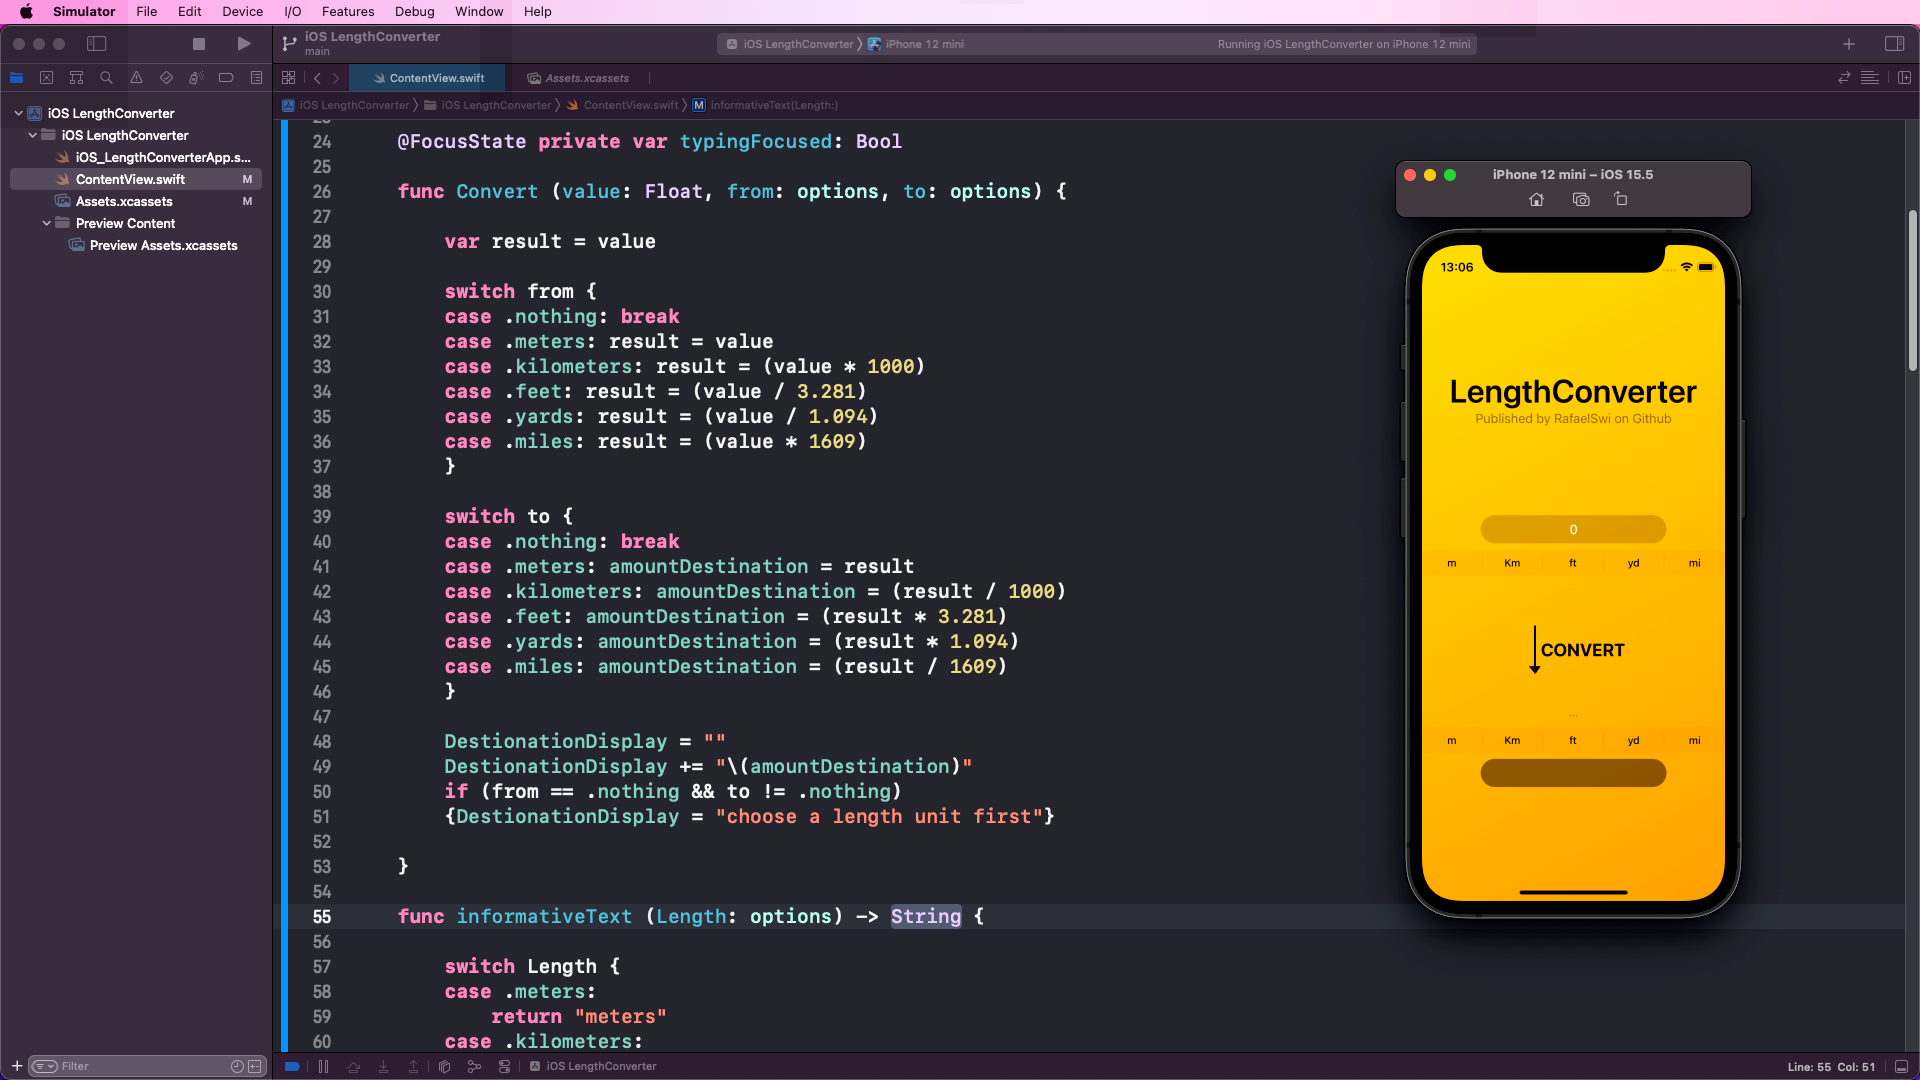 Simulator File Edit View Device I/O Features Debug Window Help
iOS LengthConverter
main
iOS LengthConverter iPhone 12 mini
Running iOS LengthConverter on iPhone 12 mini
ContentView.swift
Assets.xcassets
iOS LengthConverter iOS LengthConverter ContentView.swift M informativeText(Length:)
iOS LengthConverter
iOS LengthConverter
iOS_LengthConverterApp.s...
ContentView.swift M
Assets.xcassets M
Preview Content
Preview Assets.xcassets
23
24 @FocusState private var typingFocused: Bool
25
26 func Convert (value: Float, from: options, to: options) {
27
28 var result = value
29
30 switch from {
31 case .nothing: break
32 case .meters: result = value
33 case .kilometers: result = (value * 1000)
34 case .feet: result = (value / 3.281)
35 case .yards: result = (value / 1.094)
36 case .miles: result = (value * 1609)
37 }
38
39 switch to {
40 case .nothing: break
41 case .meters: amountDestination = result
42 case .kilometers: amountDestination = (result / 1000)
43 case .feet: amountDestination = (result * 3.281)
44 case .yards: amountDestination = (result * 1.094)
45 case .miles: amountDestination = (result / 1609)
46 }
47
48 DestionationDisplay = ""
49 DestionationDisplay += "\(amountDestination)"
50 if (from == .nothing && to != .nothing)
51 {DestionationDisplay = "choose a length unit first"}
52
53 }
54
55 func informativeText (Length: options) -> String {
56
57 switch Length {
58 case .meters:
59 return "meters"
60 case .kilometers:
iPhone 12 mini – iOS 15.5
13:06
LengthConverter
Published by RafaelSwi on Github
0
m Km ft yd mi
CONVERT
...
m Km ft yd mi
Filter
iOS LengthConverter
Line: 55 Col: 51